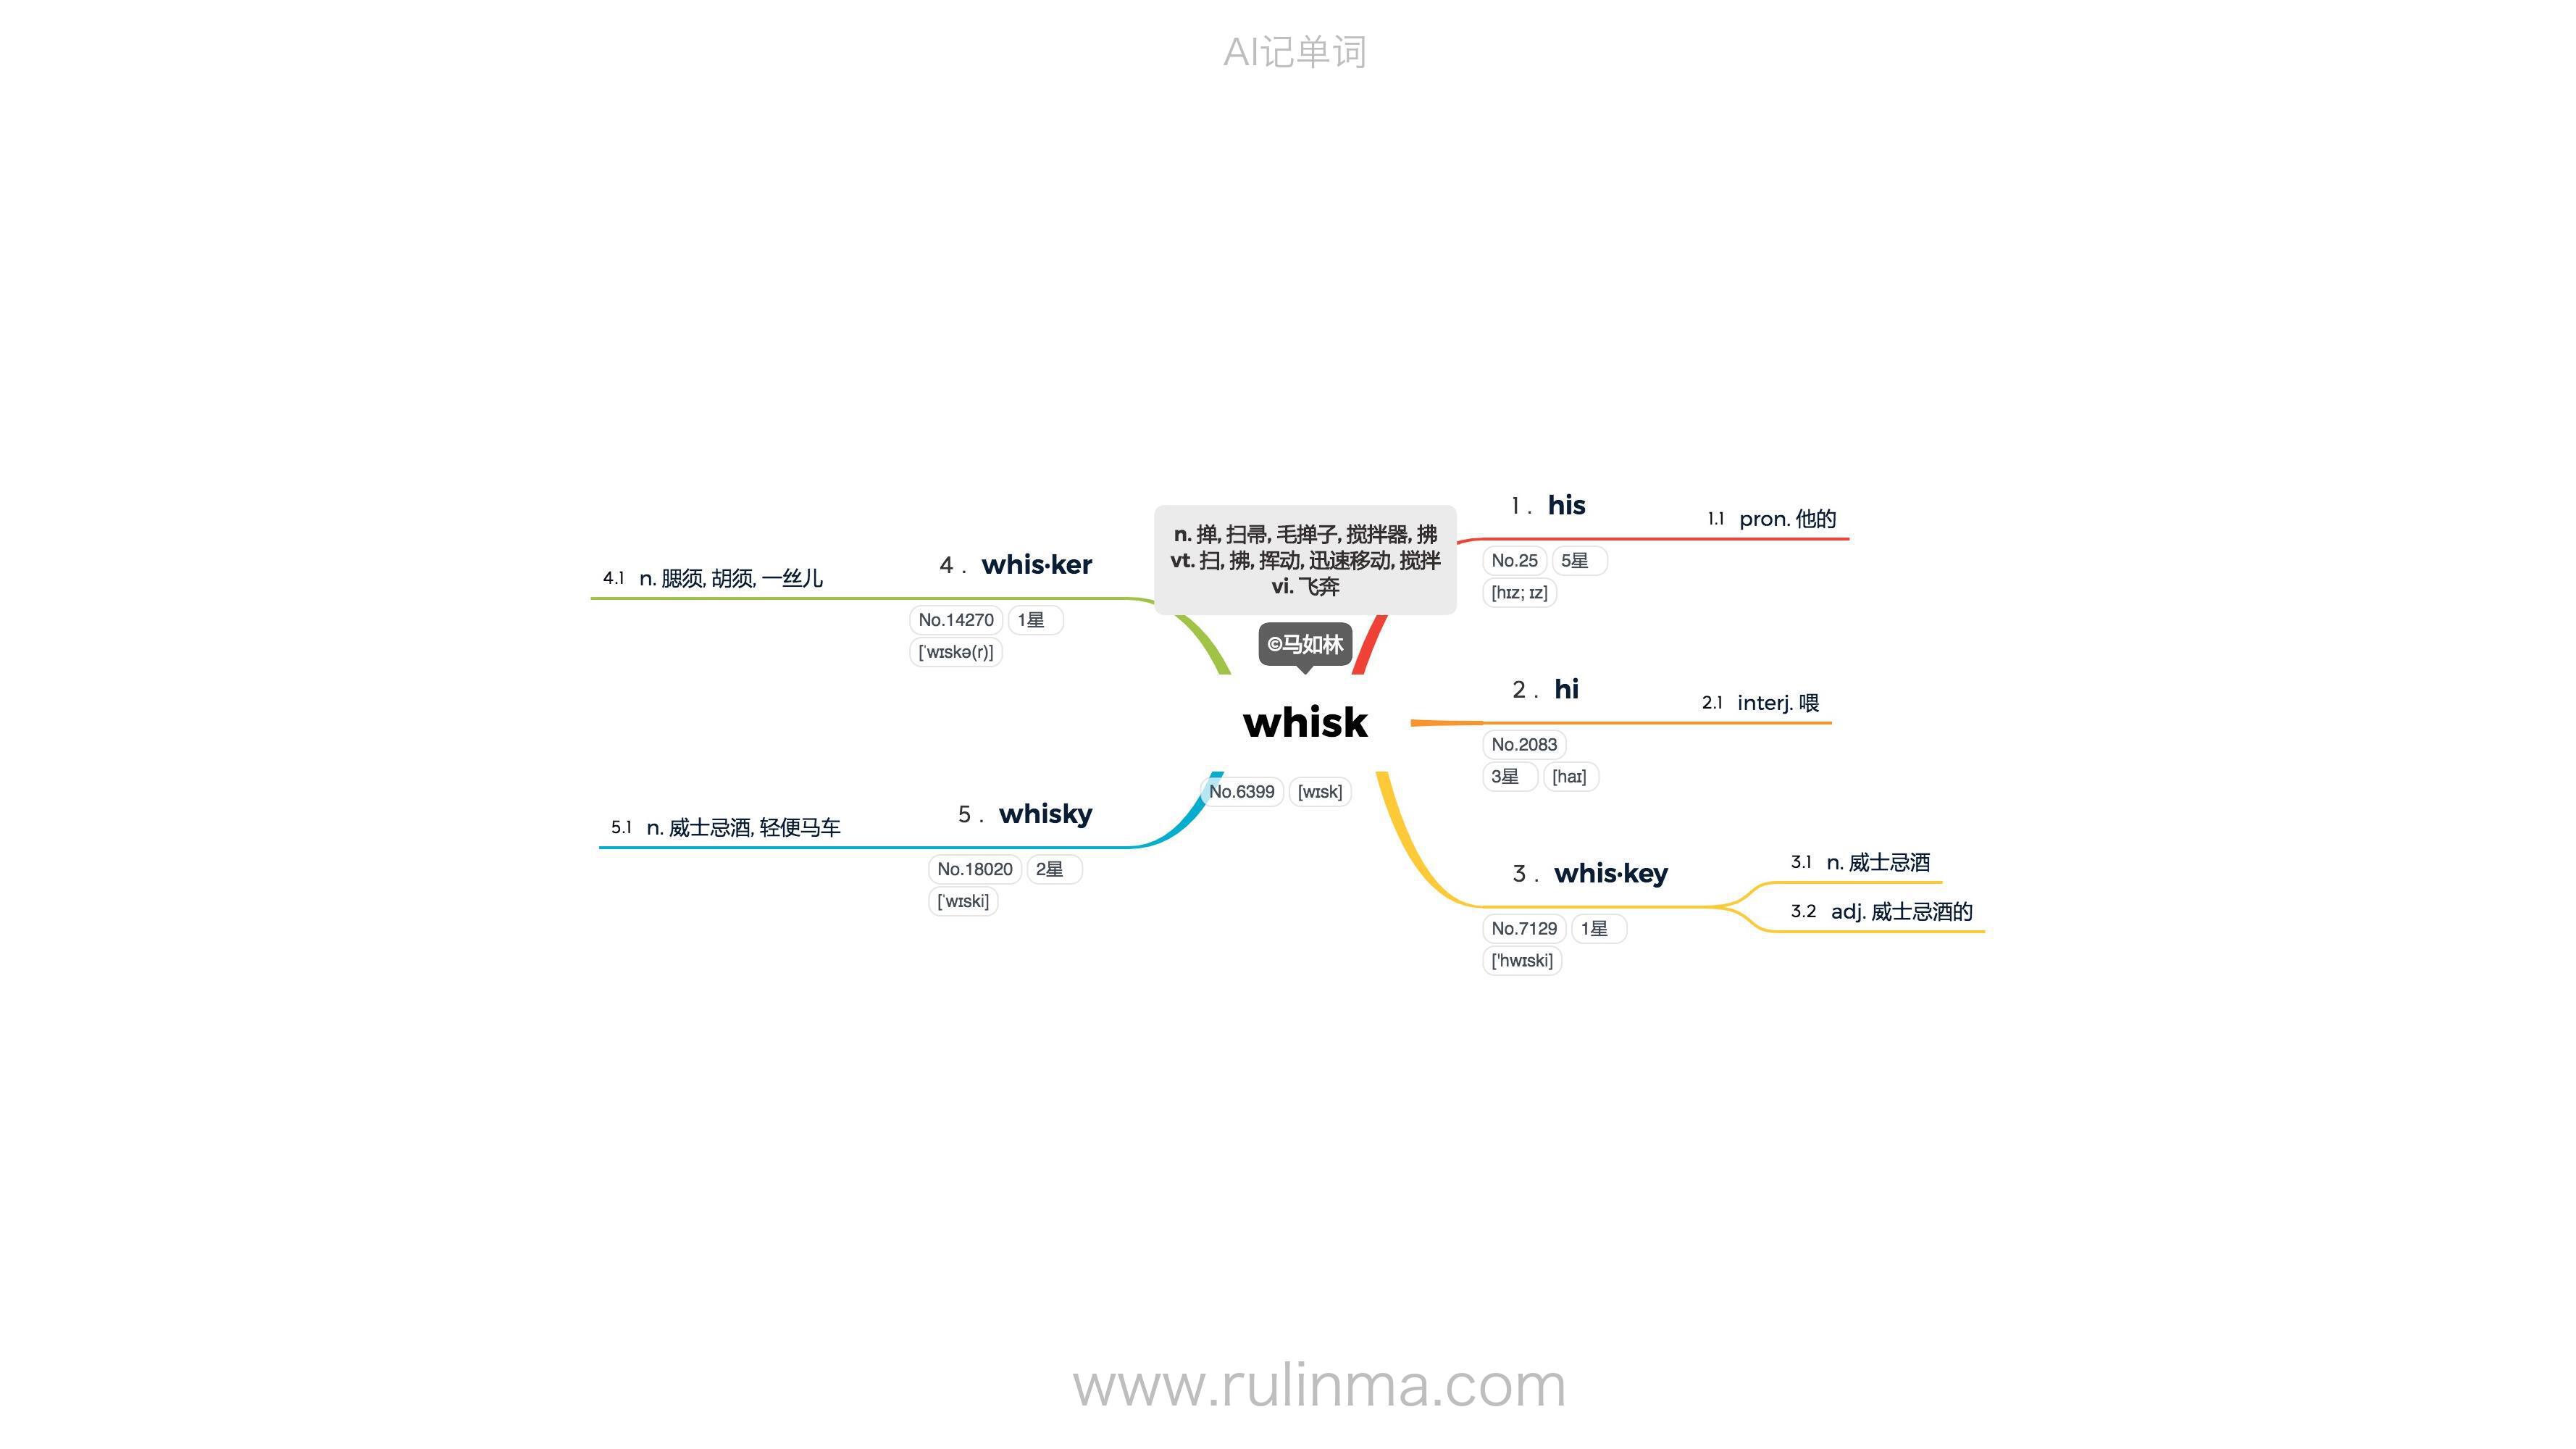 AI记单词
n. 掸, 扫帚, 毛掸子, 搅拌器, 拂
vt. 扫, 拂, 挥动, 迅速移动, 搅拌
vi. 飞奔
©马如林
whisk
No.6399 [wɪsk]
1 . his
No.25 5星
[hɪz; ɪz]
1.1 pron. 他的
2 . hi
No.2083
3星 [haɪ]
2.1 interj. 喂
3 . whis·key
No.7129 1星
['hwɪski]
3.1 n. 威士忌酒
3.2 adj. 威士忌酒的
4 . whis·ker
No.14270 1星
[ˈwɪskə(r)]
4.1 n. 腮须, 胡须, 一丝儿
5 . whisky
No.18020 2星
[ˈwɪski]
5.1 n. 威士忌酒, 轻便马车
www.rulinma.com